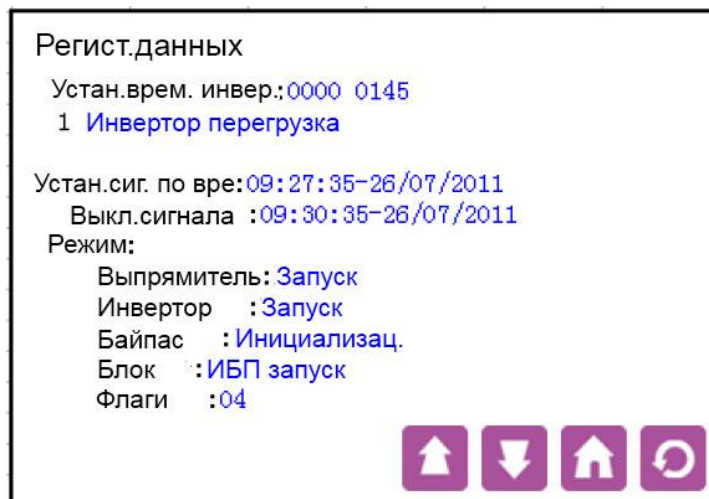 Регист.данных
Устан.врем. инвер.:0000 0145
1 Инвертор перегрузка
Устан.сиг. по вре:09:27:35-26/07/2011
Выкл.сигнала :09:30:35-26/07/2011
Режим:
Выпрямитель: Запуск
Инвертор :Запуск
Байпас :Инициализац.
Блок :ИБП запуск
Флаги :04